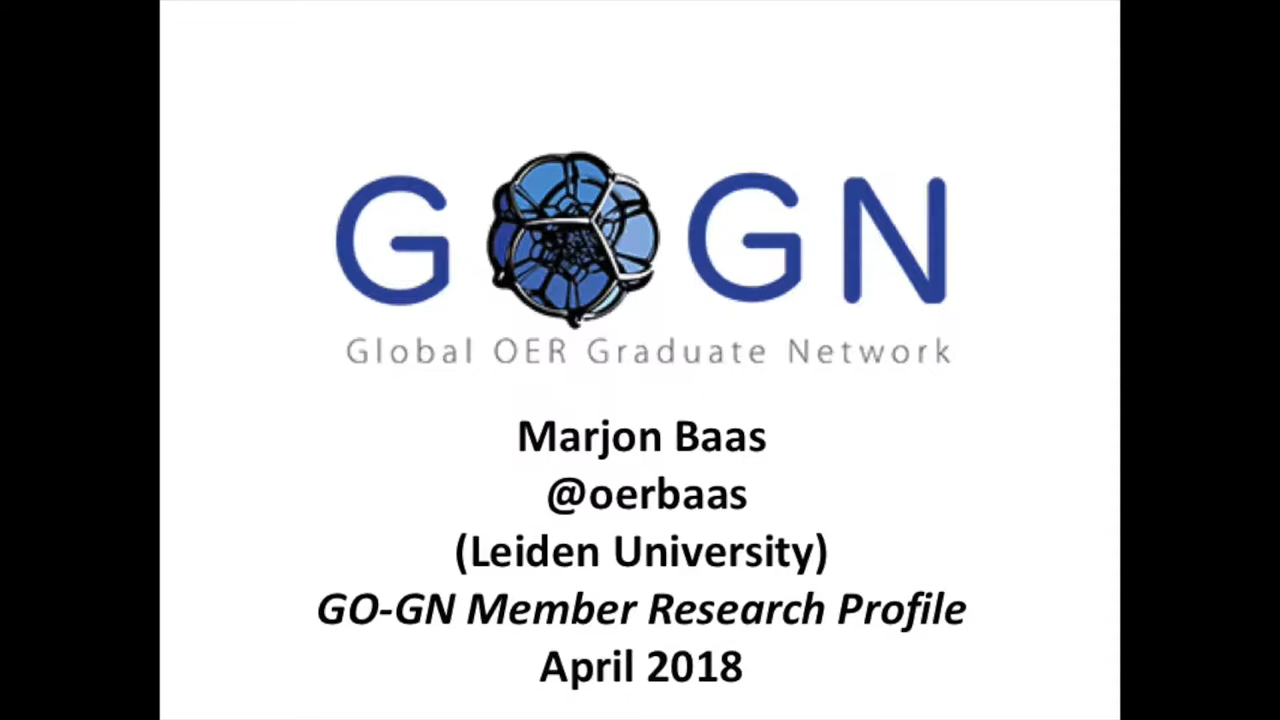 GOGN
Global OER Graduate Network
Marjon Baas
@oerbaas
(Leiden University)
GO-GN Member Research Profile
April 2018